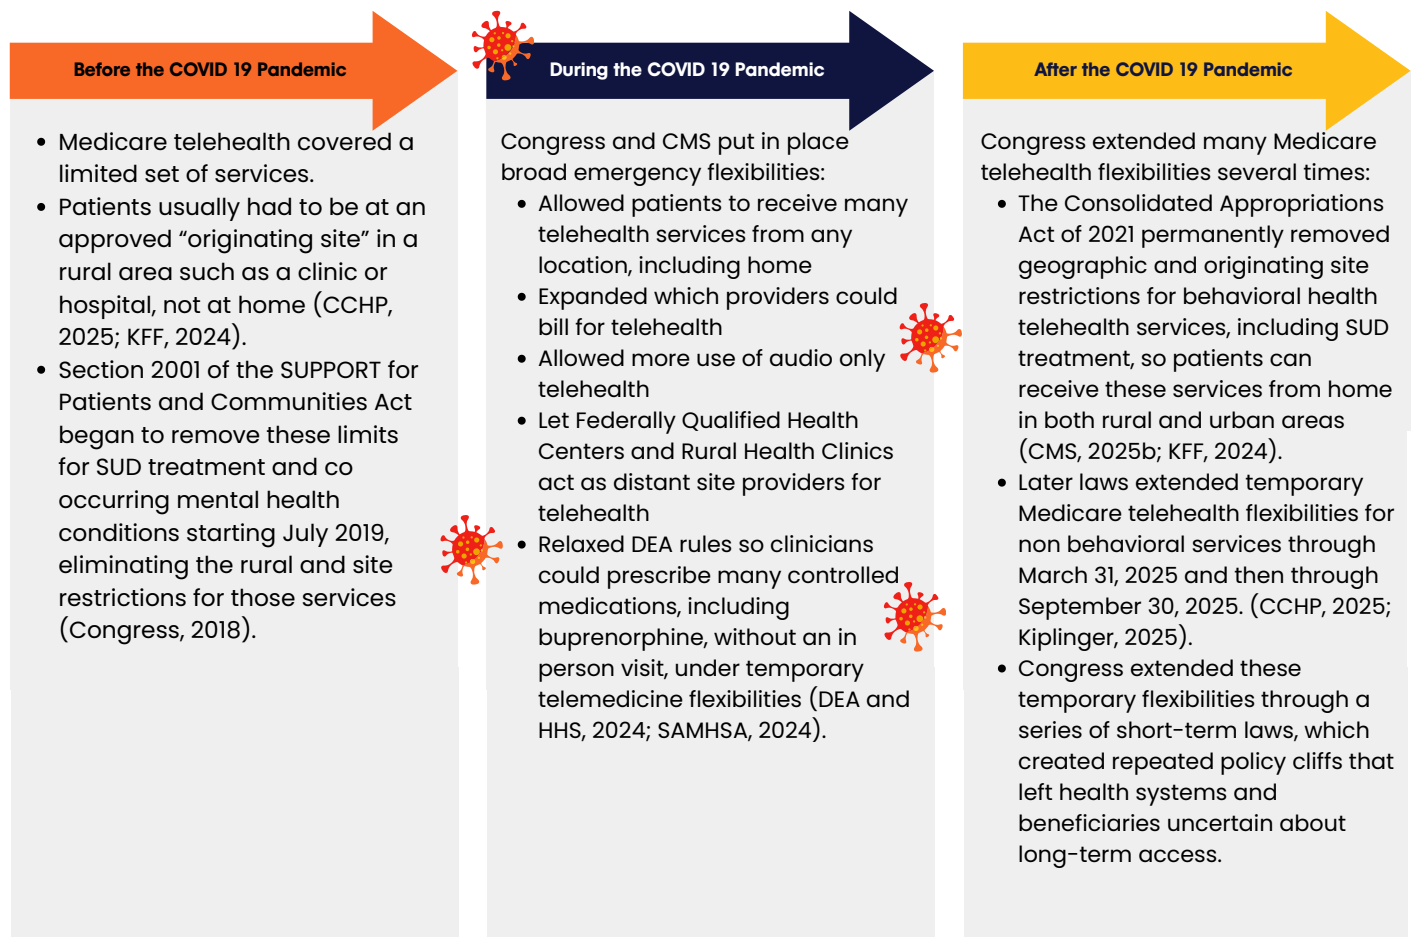 Before the COVID 19 Pandemic
• Medicare telehealth covered a
limited set of services.
• Patients usually had to be at an
approved “originating site” in a
rural area such as a clinic or
hospital, not at home (CCHP,
2025; KFF, 2024).
• Section 2001 of the SUPPORT for
Patients and Communities Act
began to remove these limits
for SUD treatment and co
occurring mental health
conditions starting July 2019,
eliminating the rural and site
restrictions for those services
(Congress, 2018).
During the COVID 19 Pandemic
Congress and CMS put in place
broad emergency flexibilities:
• Allowed patients to receive many
telehealth services from any
location, including home
• Expanded which providers could
bill for telehealth
• Allowed more use of audio only
telehealth
• Let Federally Qualified Health
Centers and Rural Health Clinics
act as distant site providers for
telehealth
• Relaxed DEA rules so clinicians
could prescribe many controlled
medications, including
buprenorphine, without an in
person visit, under temporary
telemedicine flexibilities (DEA and
HHS, 2024; SAMHSA, 2024).
After the COVID 19 Pandemic
Congress extended many Medicare
telehealth flexibilities several times:
• The Consolidated Appropriations
Act of 2021 permanently removed
geographic and originating site
restrictions for behavioral health
telehealth services, including SUD
treatment, so patients can
receive these services from home
in both rural and urban areas
(CMS, 2025b; KFF, 2024).
• Later laws extended temporary
Medicare telehealth flexibilities for
non behavioral services through
March 31, 2025 and then through
September 30, 2025. (CCHP, 2025;
Kiplinger, 2025).
• Congress extended these
temporary flexibilities through a
series of short-term laws, which
created repeated policy cliffs that
left health systems and
beneficiaries uncertain about
long-term access.